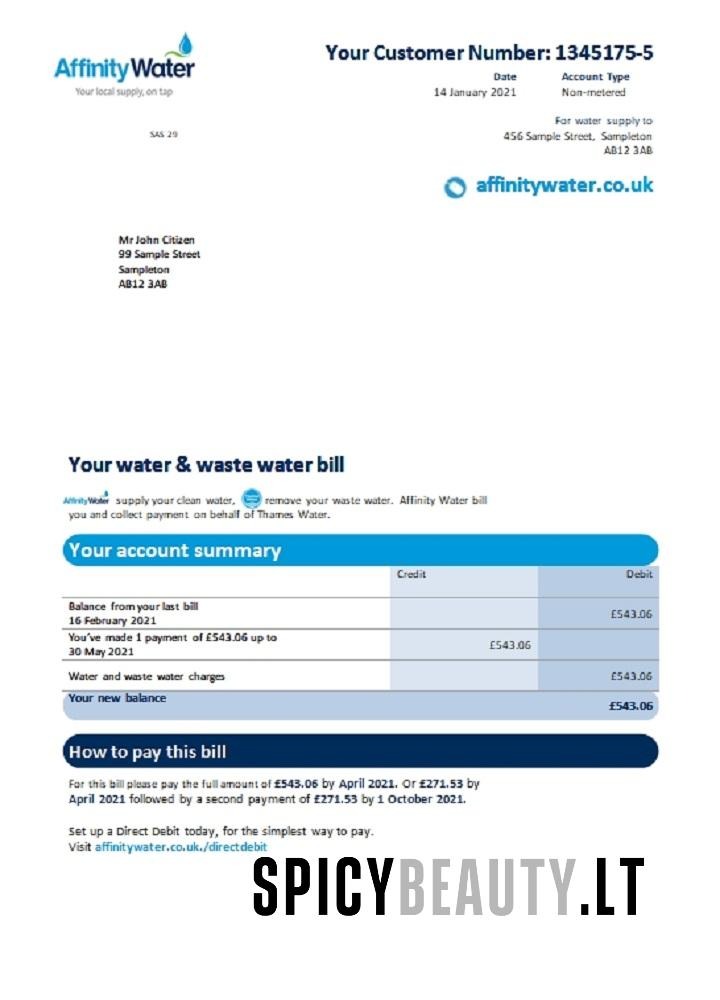 AffinityWater
Your local supply, on tap
SAS 29
Your Customer Number: 1345175-5
Date Account Type
14 January 2021 Non-metered
For water supply to
456 Sample Street, Sampleton
AB12 3AB
affinitywater.co.uk
Mr John Citizen
99 Sample Street
Sampleton
AB12 3AB
Your water & waste water bill
AffinityWater supply your clean water, remove your waste water. Affinity Water bill
you and collect payment on behalf of Thames Water.
Your account summary
Credit Debit
Balance from your last bill
16 February 2021 £543.06
You've made 1 payment of £543.06 up to
30 May 2021 £543.06
Water and waste water charges £543.06
Your new balance £543.06
How to pay this bill
For this bill please pay the full amount of £543.06 by April 2021. Or £271.53 by
April 2021 followed by a second payment of £271.53 by 1 October 2021.
Set up a Direct Debit today, for the simplest way to pay.
Visit affinitywater.co.uk./directdebit
SPICYBEAUTY.LT